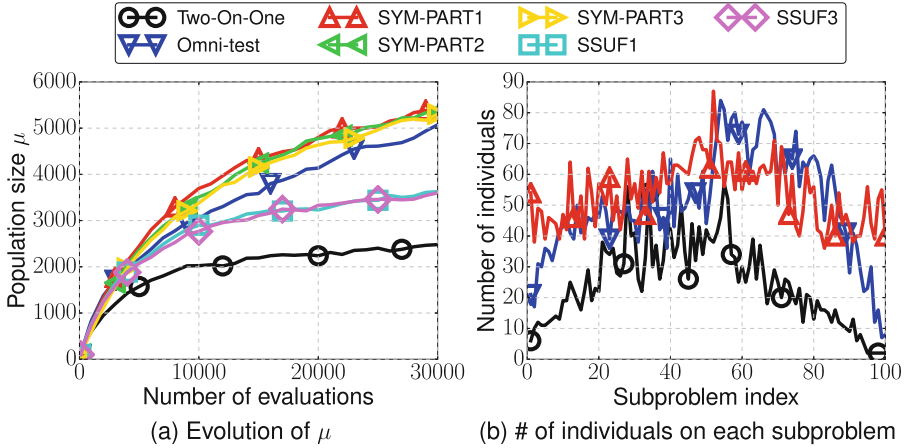 Two-On-One SYM-PART1 SYM-PART3 SSUF3
Omni-test SYM-PART2 SSUF1
6000
5000
4000
3000
2000
1000
0
Population size μ
0 10000 20000 30000
Number of evaluations
(a) Evolution of μ
90
80
70
60
50
40
30
20
10
0
Number of individuals
0 20 40 60 80 100
Subproblem index
(b) # of individuals on each subproblem